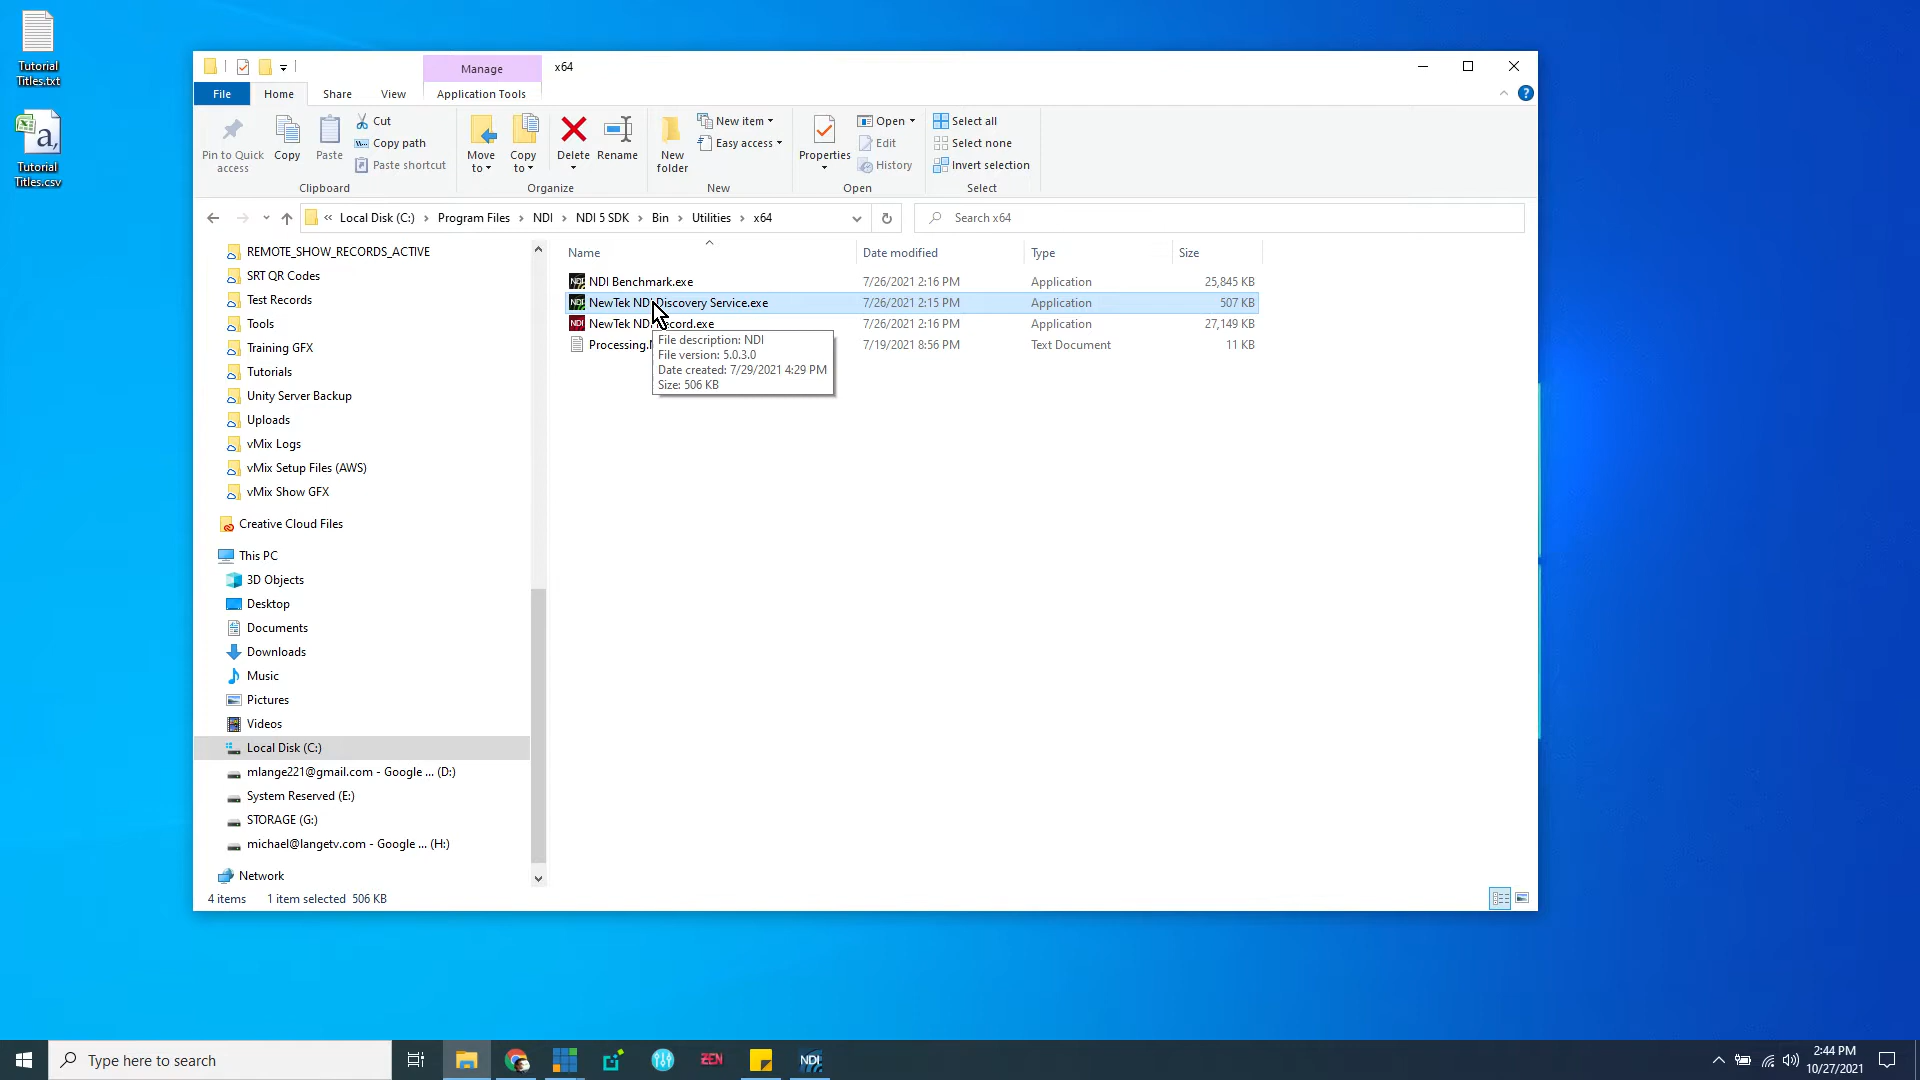 Tutorial
Titles.txt
Tutorial
Titles.csv
Manage
x64
File
Home
Share
View
Application Tools
Pin to Quick
access
Copy
Paste
Cut
Copy path
Paste shortcut
Clipboard
Move
to
Copy
to
Delete
Rename
Organize
New
folder
New item
Easy access
New
Properties
Open
Edit
History
Open
Select all
Select none
Invert selection
Select
« Local Disk (C:) › Program Files › NDI › NDI 5 SDK › Bin › Utilities › x64
Search x64
REMOTE_SHOW_RECORDS_ACTIVE
SRT QR Codes
Test Records
Tools
Training GFX
Tutorials
Unity Server Backup
Uploads
vMix Logs
vMix Setup Files (AWS)
vMix Show GFX
Creative Cloud Files
This PC
3D Objects
Desktop
Documents
Downloads
Music
Pictures
Videos
Local Disk (C:)
mlange221@gmail.com - Google ... (D:)
System Reserved (E:)
STORAGE (G:)
michael@langetv.com - Google ... (H:)
Network
Name Date modified Type Size
NDI Benchmark.exe 7/26/2021 2:16 PM Application 25,845 KB
NewTek NDI Discovery Service.exe 7/26/2021 2:15 PM Application 507 KB
NewTek NDI Record.exe 7/26/2021 2:16 PM Application 27,149 KB
Processing. 7/19/2021 8:56 PM Text Document 11 KB
File description: NDI
File version: 5.0.3.0
Date created: 7/29/2021 4:29 PM
Size: 506 KB
4 items 1 item selected 506 KB
Type here to search
ZEN
NDI
2:44 PM
10/27/2021